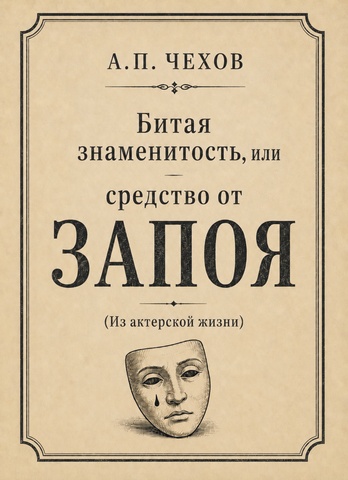 А.П. ЧЕХОВ
Битая
знаменитость, или
средство от
ЗАПОЯ
(Из актерской жизни)